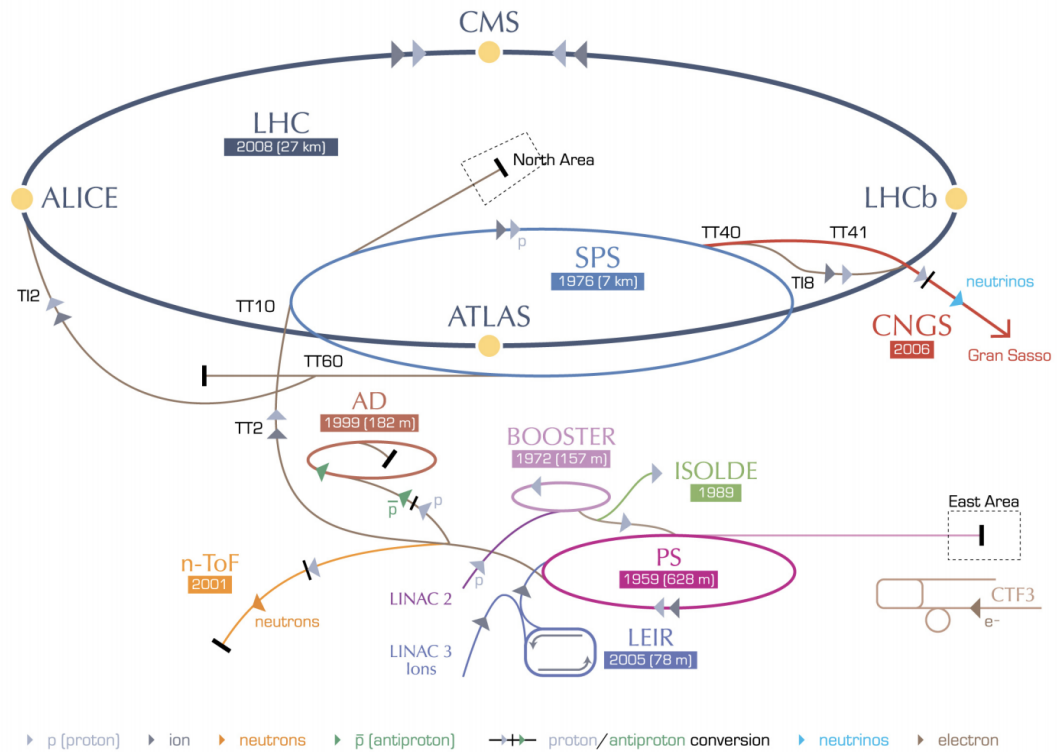 CMS
LHC
2008 (27 km)
North Area
ALICE
LHCb
TT40
TT41
p
SPS
1976 (7 km)
TI2
TI8
neutrinos
TT10
ATLAS
CNGS
2006
Gran Sasso
TT60
AD
1999 (182 m)
TT2
BOOSTER
1972 (157 m)
ISOLDE
1989
p̅
p
East Area
n-ToF
2001
PS
1959 (628 m)
p
LINAC 2
neutrons
CTF3
e-
LINAC 3
Ions
LEIR
2005 (78 m)
p (proton)
ion
neutrons
p̅ (antiproton)
proton/antiproton conversion
neutrinos
electron